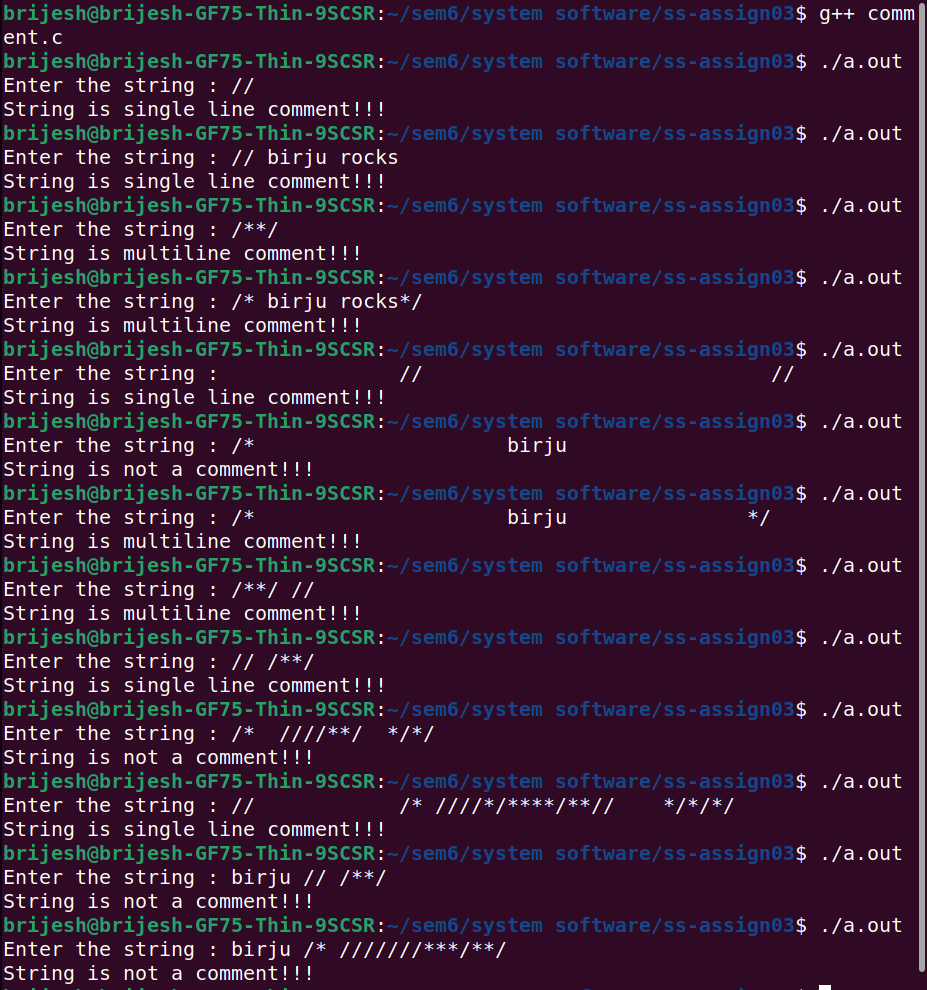 brijesh@brijesh-GF75-Thin-9SCSR:~/sem6/system software/ss-assign03$ g++ comm
ent.c
brijesh@brijesh-GF75-Thin-9SCSR:~/sem6/system software/ss-assign03$ ./a.out
Enter the string : //
String is single line comment!!!
brijesh@brijesh-GF75-Thin-9SCSR:~/sem6/system software/ss-assign03$ ./a.out
Enter the string : // birju rocks
String is single line comment!!!
brijesh@brijesh-GF75-Thin-9SCSR:~/sem6/system software/ss-assign03$ ./a.out
Enter the string : /**/
String is multiline comment!!!
brijesh@brijesh-GF75-Thin-9SCSR:~/sem6/system software/ss-assign03$ ./a.out
Enter the string : /* birju rocks*/
String is multiline comment!!!
brijesh@brijesh-GF75-Thin-9SCSR:~/sem6/system software/ss-assign03$ ./a.out
Enter the string :               //                             //
String is single line comment!!!
brijesh@brijesh-GF75-Thin-9SCSR:~/sem6/system software/ss-assign03$ ./a.out
Enter the string : /*                     birju
String is not a comment!!!
brijesh@brijesh-GF75-Thin-9SCSR:~/sem6/system software/ss-assign03$ ./a.out
Enter the string : /*                     birju               */
String is multiline comment!!!
brijesh@brijesh-GF75-Thin-9SCSR:~/sem6/system software/ss-assign03$ ./a.out
Enter the string : /**/ //
String is multiline comment!!!
brijesh@brijesh-GF75-Thin-9SCSR:~/sem6/system software/ss-assign03$ ./a.out
Enter the string : // /**/
String is single line comment!!!
brijesh@brijesh-GF75-Thin-9SCSR:~/sem6/system software/ss-assign03$ ./a.out
Enter the string : /*  ////**/  */*/
String is not a comment!!!
brijesh@brijesh-GF75-Thin-9SCSR:~/sem6/system software/ss-assign03$ ./a.out
Enter the string : //            /* ////*/****/**//    */*/*/
String is single line comment!!!
brijesh@brijesh-GF75-Thin-9SCSR:~/sem6/system software/ss-assign03$ ./a.out
Enter the string : birju // /**/
String is not a comment!!!
brijesh@brijesh-GF75-Thin-9SCSR:~/sem6/system software/ss-assign03$ ./a.out
Enter the string : birju /* ///////***/**/
String is not a comment!!!